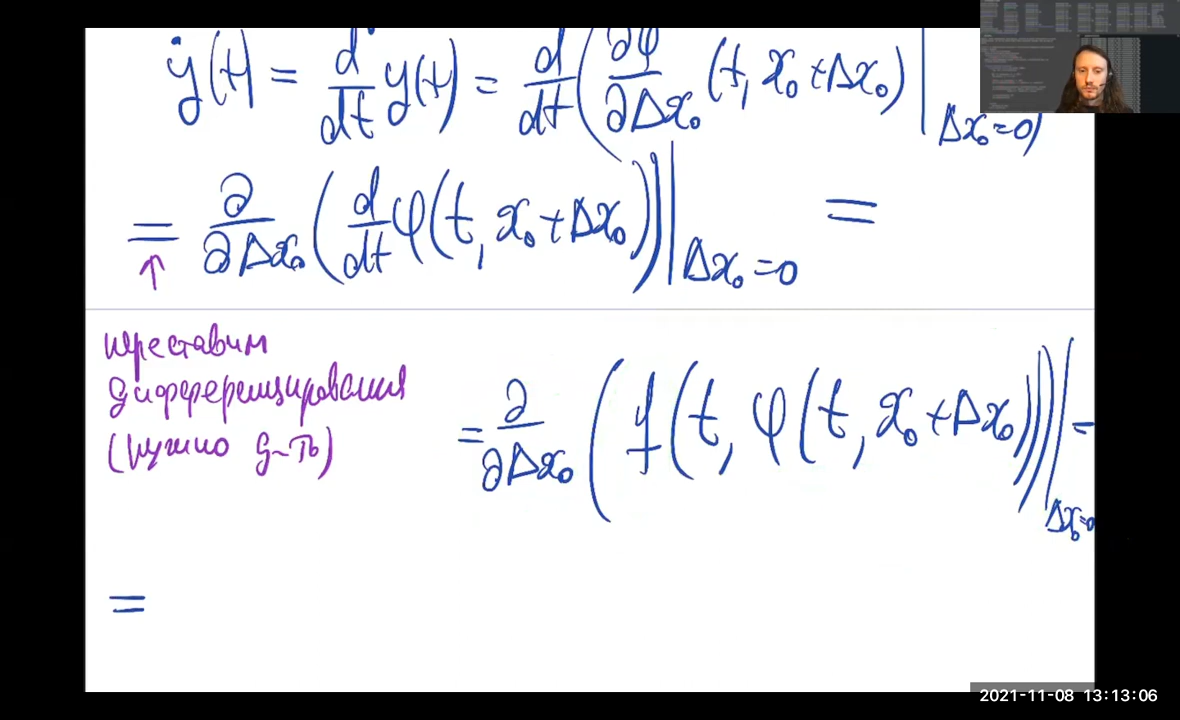 ẏ(t) = d/dt y(t) = d/dt (∂φ/∂Δx₀ (t, x₀+Δx₀)|Δx₀=0)
= ∂/∂Δx₀ (d/dt φ(t, x₀+Δx₀))|Δx₀=0 =
↑
переставим
дифференцирования
(нужно д-ть)
= ∂/∂Δx₀ (f(t, φ(t, x₀+Δx₀)))|Δx₀=0 =
=
2021-11-08 13:13:06